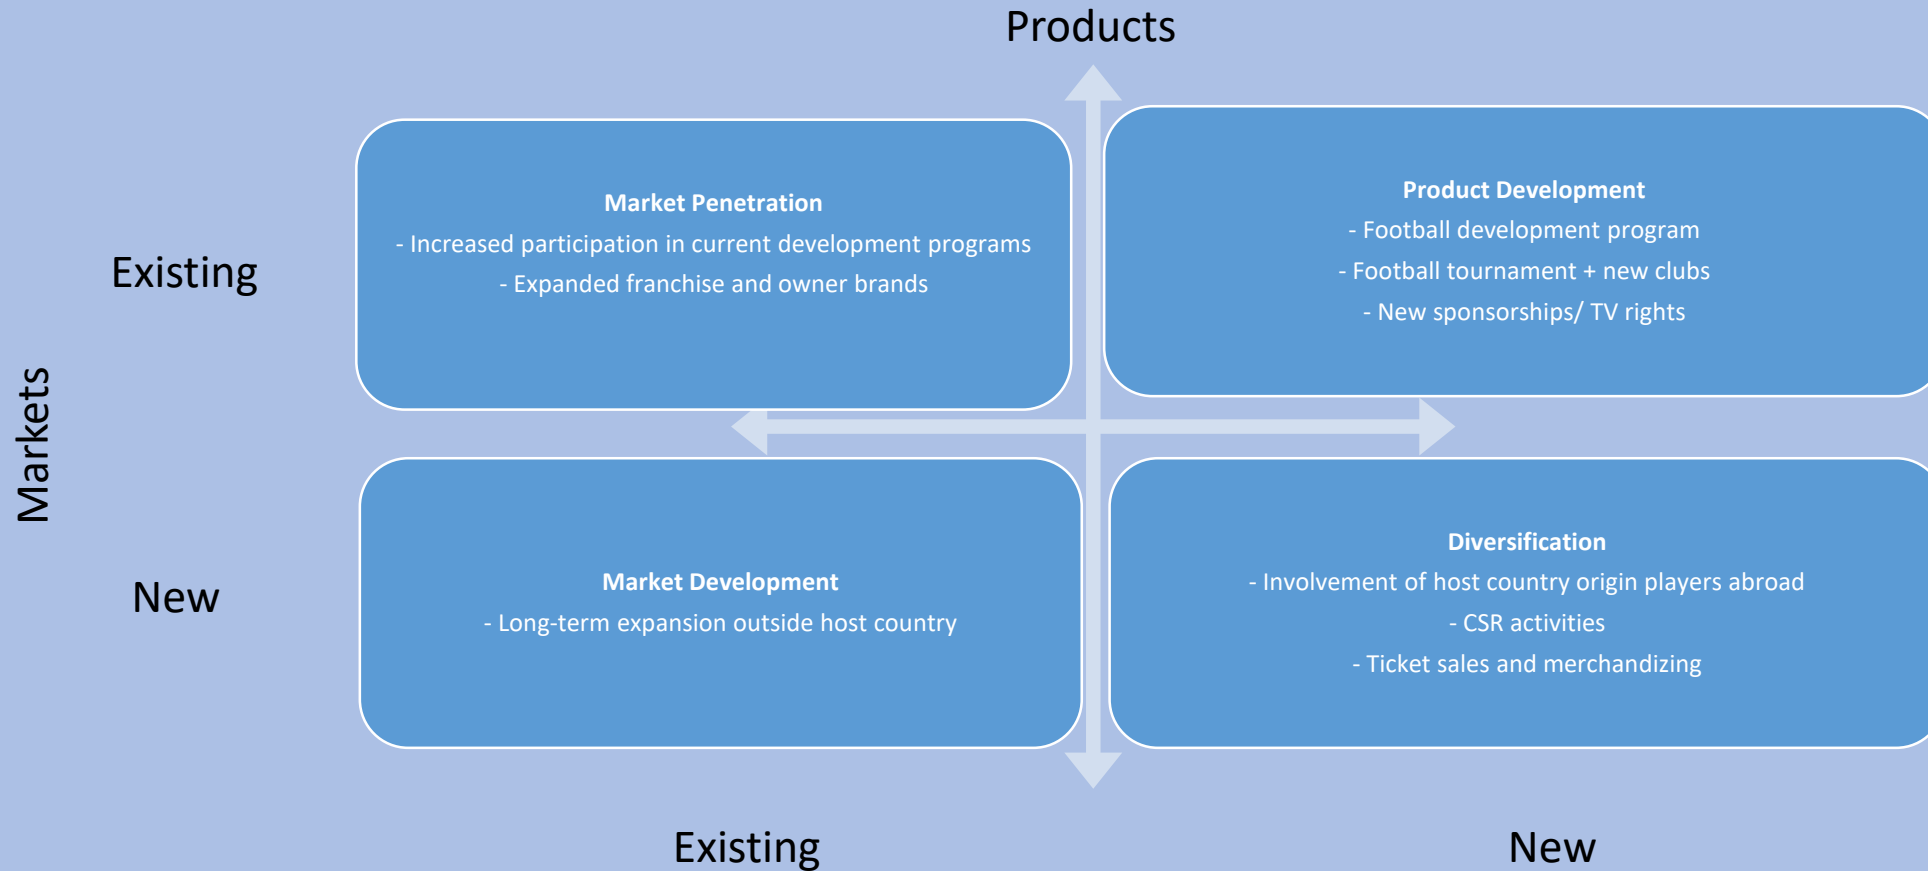 Products
Existing
Markets
New
Market Penetration
- Increased participation in current development programs
- Expanded franchise and owner brands
Product Development
- Football development program
- Football tournament + new clubs
- New sponsorships/ TV rights
Market Development
- Long-term expansion outside host country
Diversification
- Involvement of host country origin players abroad
- CSR activities
- Ticket sales and merchandizing
Existing
New